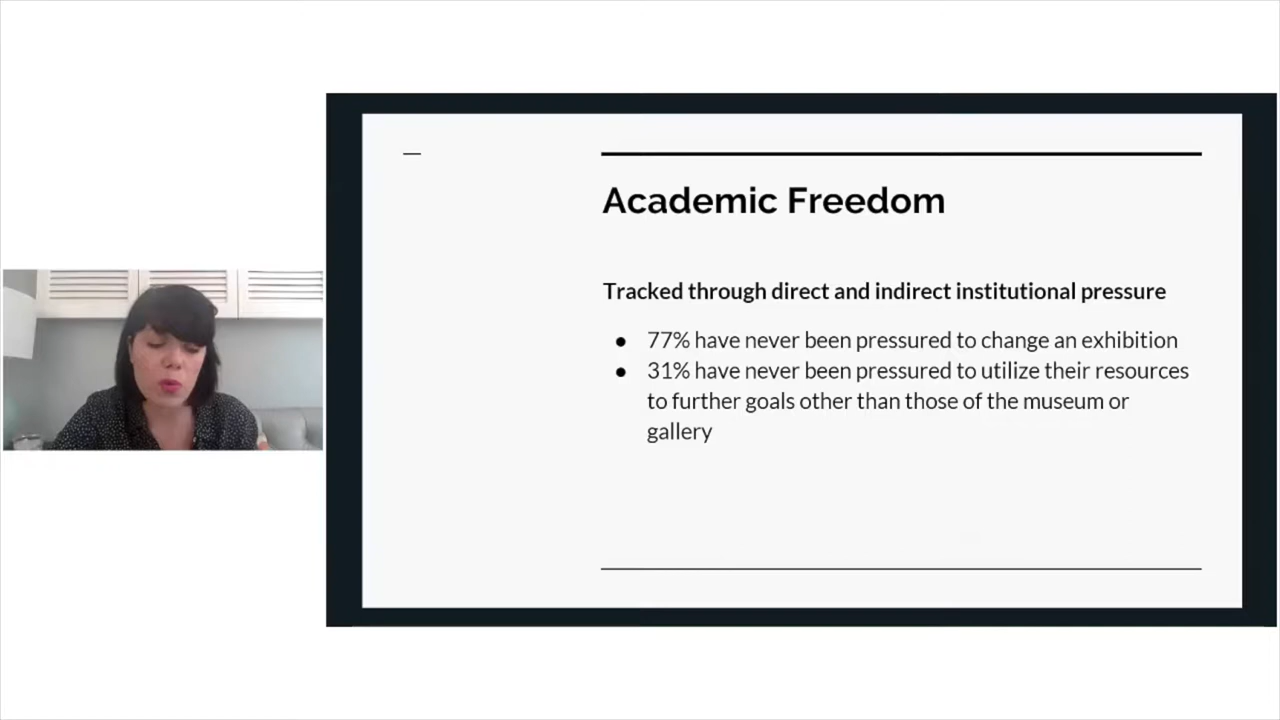 Academic Freedom
Tracked through direct and indirect institutional pressure
● 77% have never been pressured to change an exhibition
● 31% have never been pressured to utilize their resources
to further goals other than those of the museum or
gallery